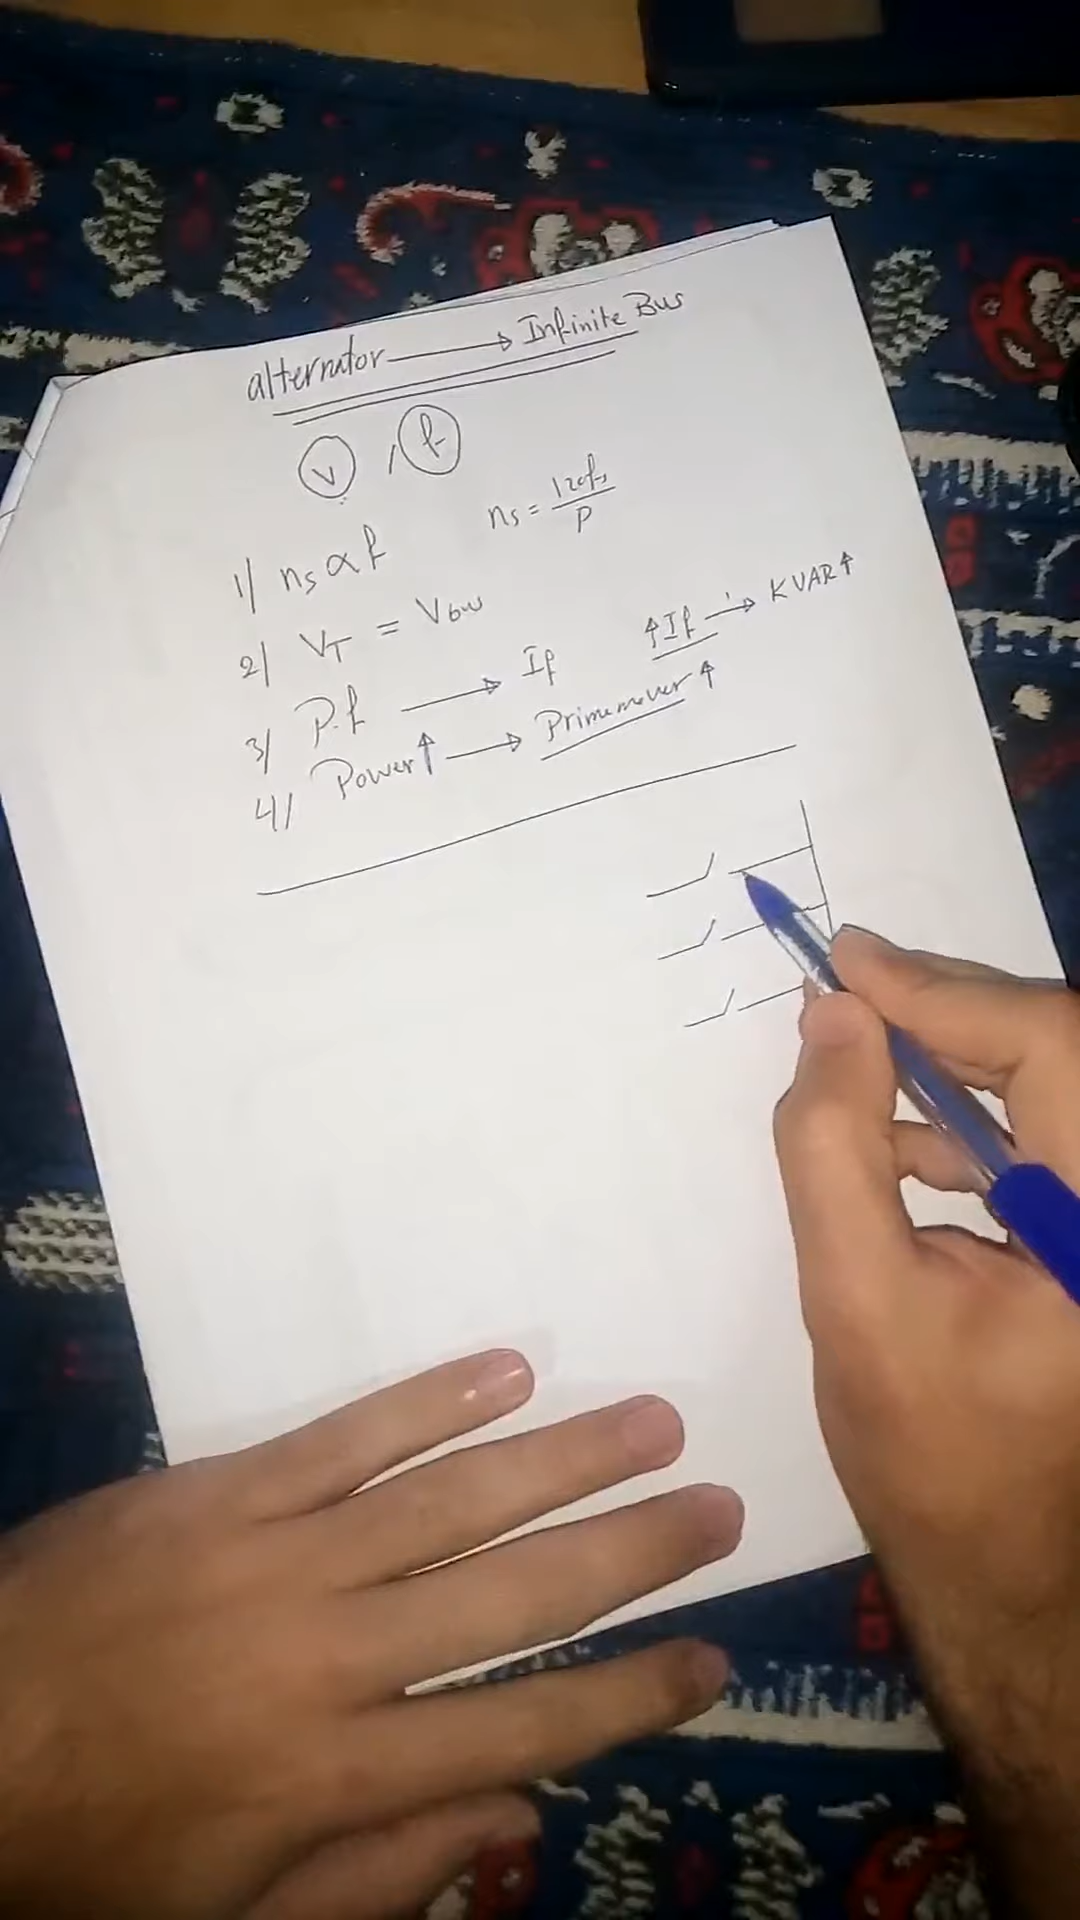 alternator → Infinite Bus
V , f
ns = 120fs / P
1/ ns ∝ f
2/ VT = Vbus
3/ P.f → If
↑If → KVAR↑
4/ Power↑ → Primemover↑